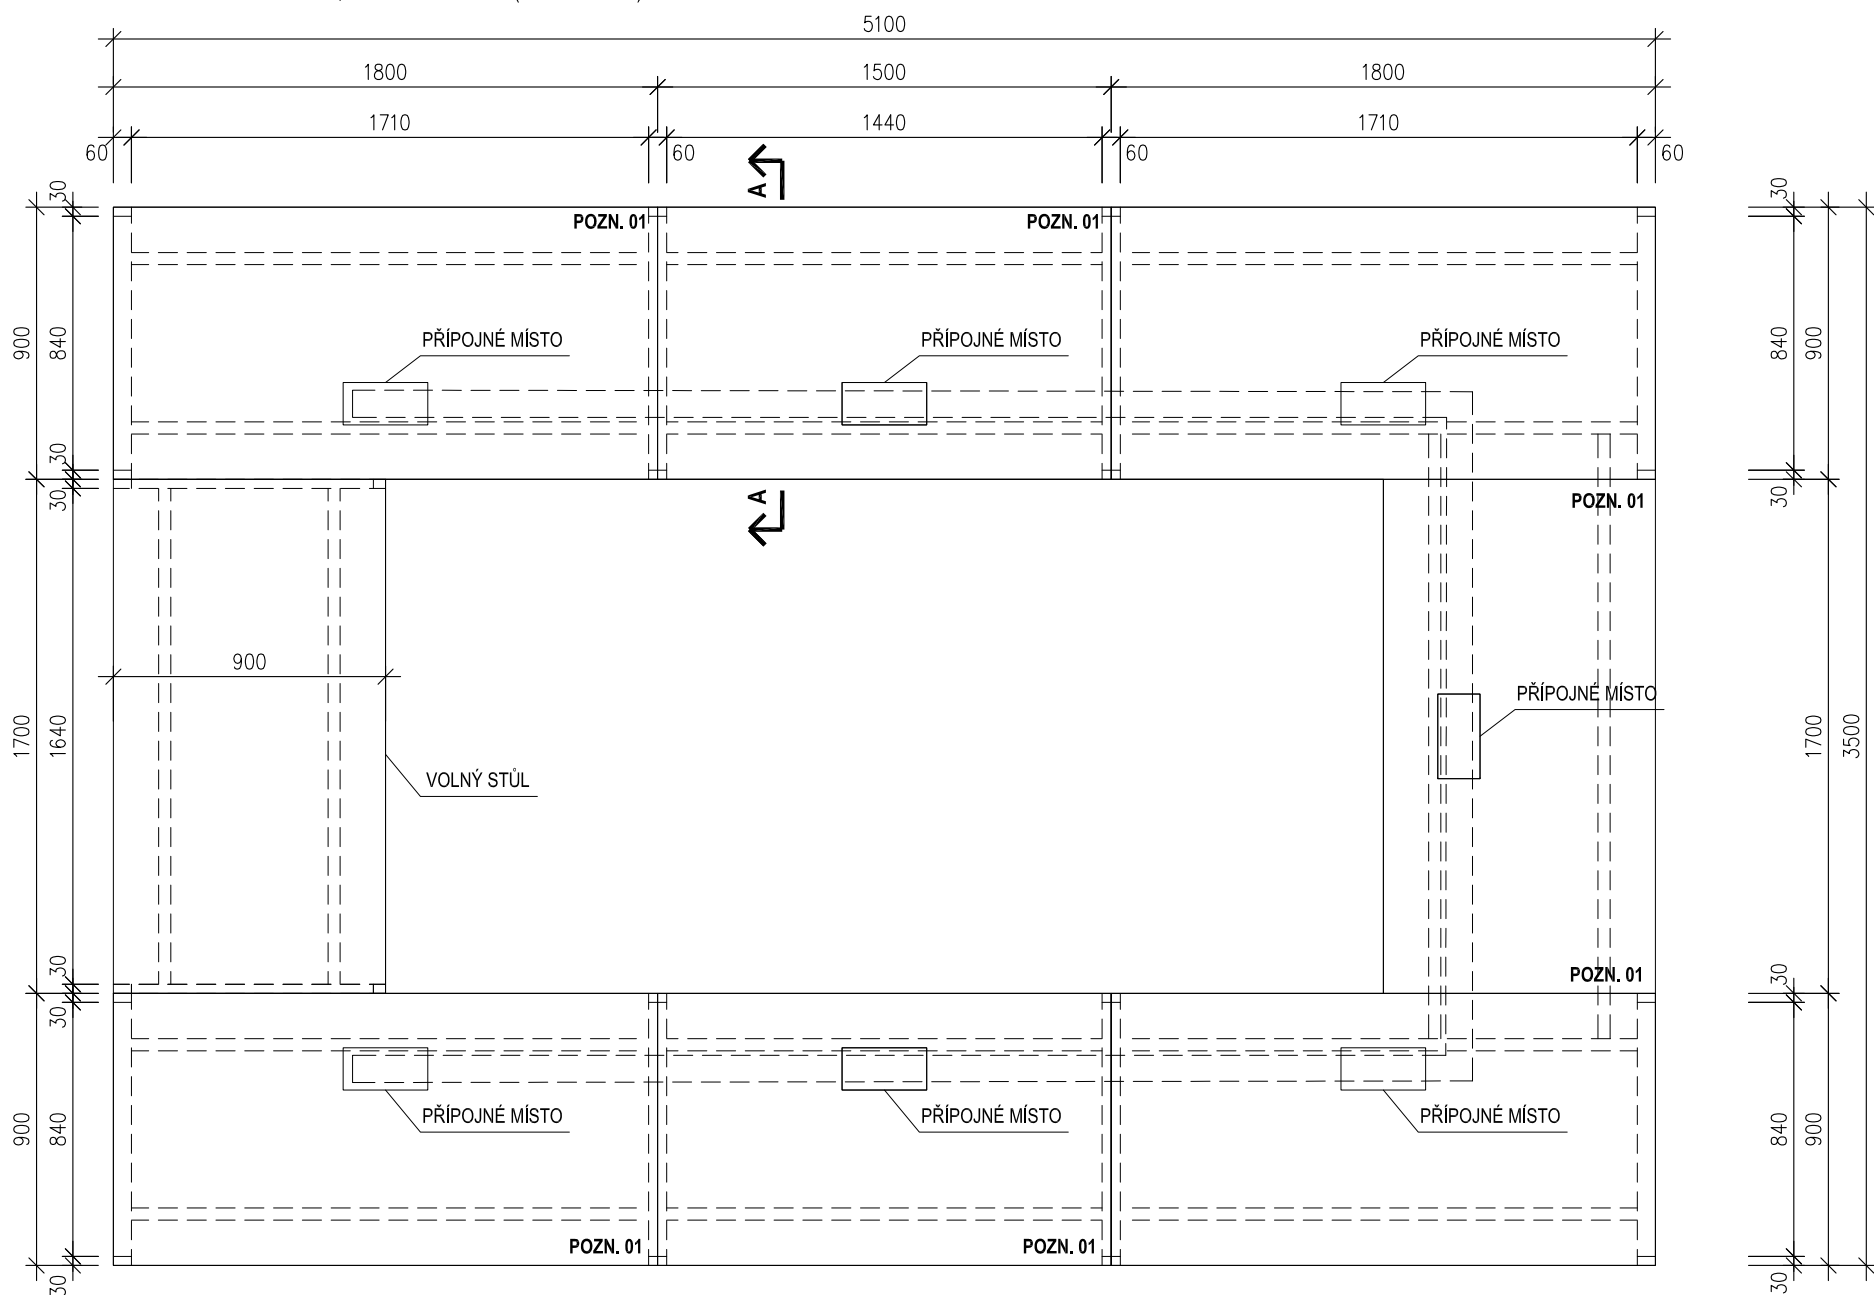 5100
1800 1500 1800
1710 1440 1710
60 60 60 60
30 A 30
POZN. 01 POZN. 01
900 840 PŘÍPOJNÉ MÍSTO PŘÍPOJNÉ MÍSTO PŘÍPOJNÉ MÍSTO 840 900
30 30
30 A POZN. 01 30
900
PŘÍPOJNÉ MÍSTO
1700 1640 1700 3500
VOLNÝ STŮL
30 POZN. 01 30
30
900 840 PŘÍPOJNÉ MÍSTO PŘÍPOJNÉ MÍSTO PŘÍPOJNÉ MÍSTO 840 900
POZN. 01 POZN. 01
30 30